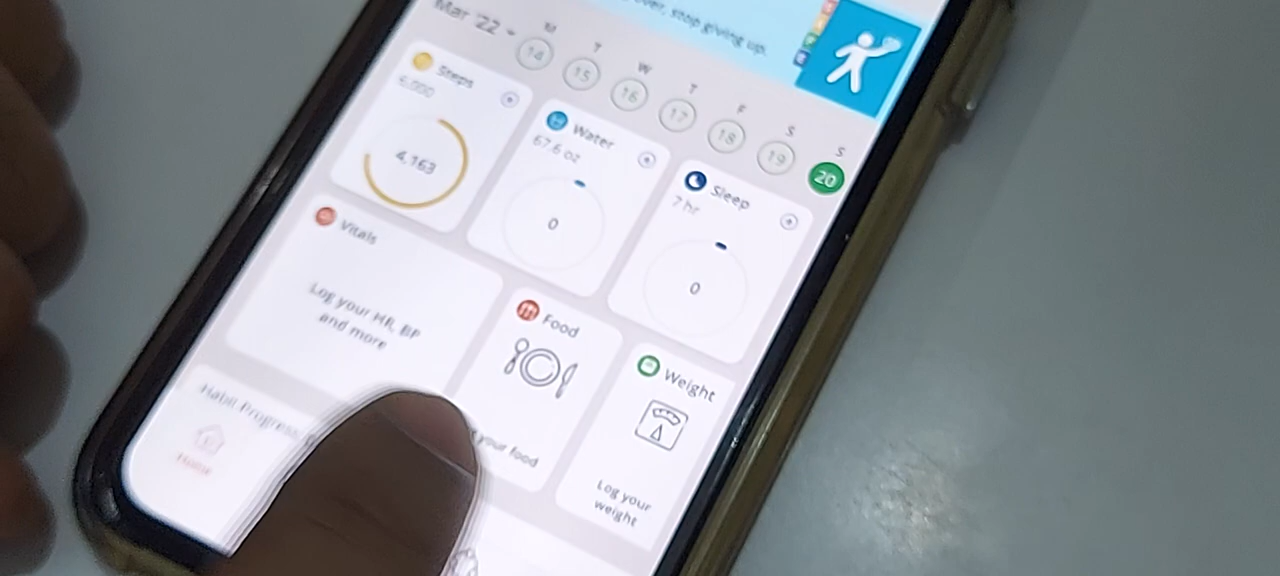 over, stop giving up.
Mar '22
M T W T F S S
14 15 16 17 18 19 20
Steps
6,000
4,163
Water
67.6 oz
0
Sleep
7 hr
0
Vitals
Log your HR, BP
and more
Food
your food
Weight
Log your
weight
Habit Progress
Home